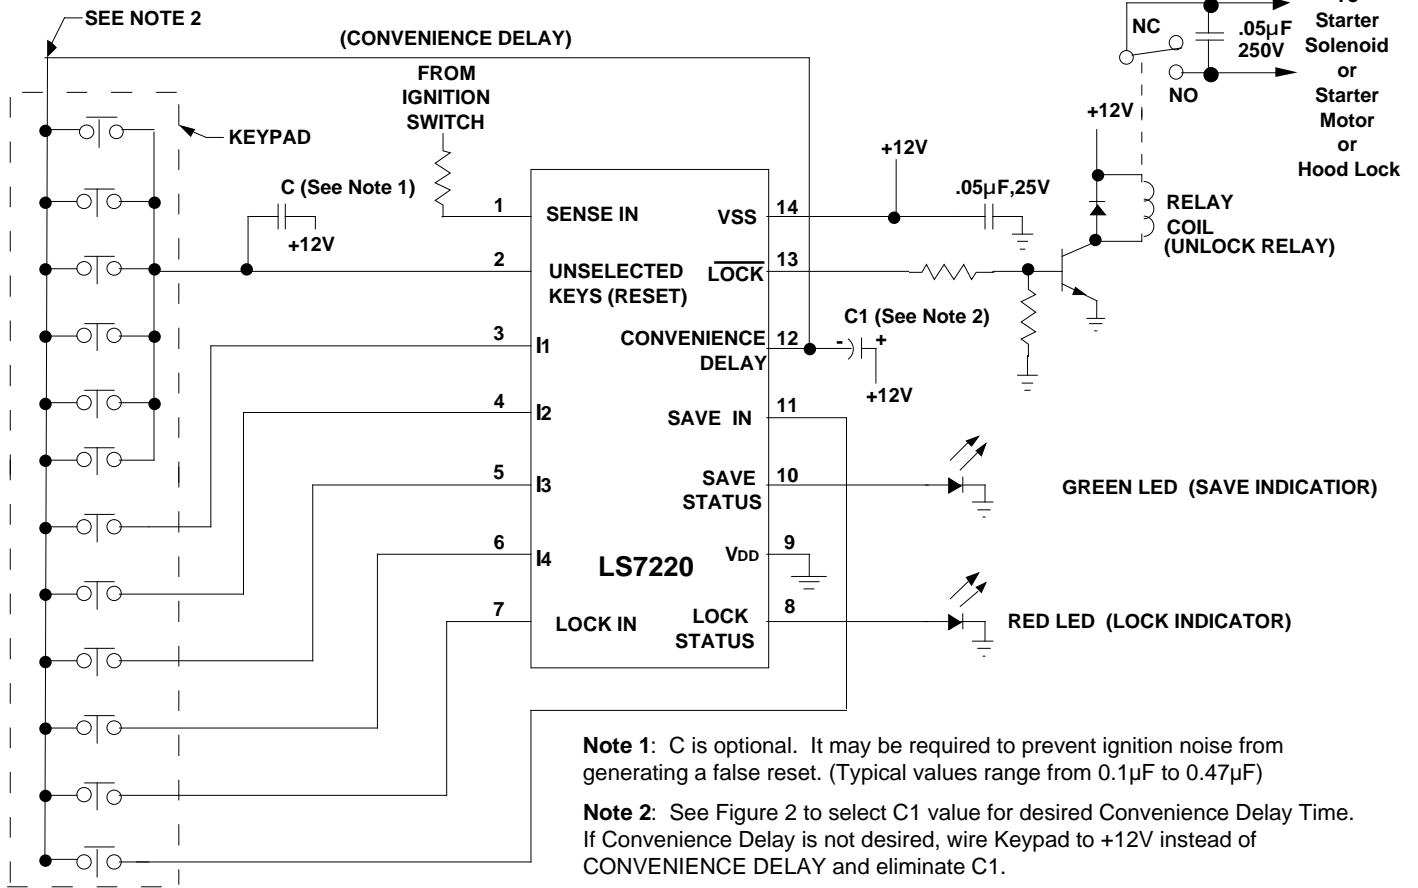 SEE NOTE 2
(CONVENIENCE DELAY)
FROM
IGNITION
SWITCH
KEYPAD
C (See Note 1)
+12V
1
SENSE IN
2
UNSELECTED
KEYS (RESET)
3
I1
4
I2
5
I3
6
I4
7
LOCK IN
LS7220
VSS
14
LOCK
13
CONVENIENCE
DELAY
12
SAVE IN
11
SAVE
STATUS
10
VDD
9
LOCK
STATUS
8
+12V
.05µF,25V
C1 (See Note 2)
-
+
+12V
+12V
RELAY
COIL
(UNLOCK RELAY)
NC
NO
.05µF
250V
Starter
Solenoid
or
Starter
Motor
or
Hood Lock
GREEN LED (SAVE INDICATIOR)
RED LED (LOCK INDICATOR)
Note 1: C is optional. It may be required to prevent ignition noise from
generating a false reset. (Typical values range from 0.1µF to 0.47µF)
Note 2: See Figure 2 to select C1 value for desired Convenience Delay Time.
If Convenience Delay is not desired, wire Keypad to +12V instead of
CONVENIENCE DELAY and eliminate C1.